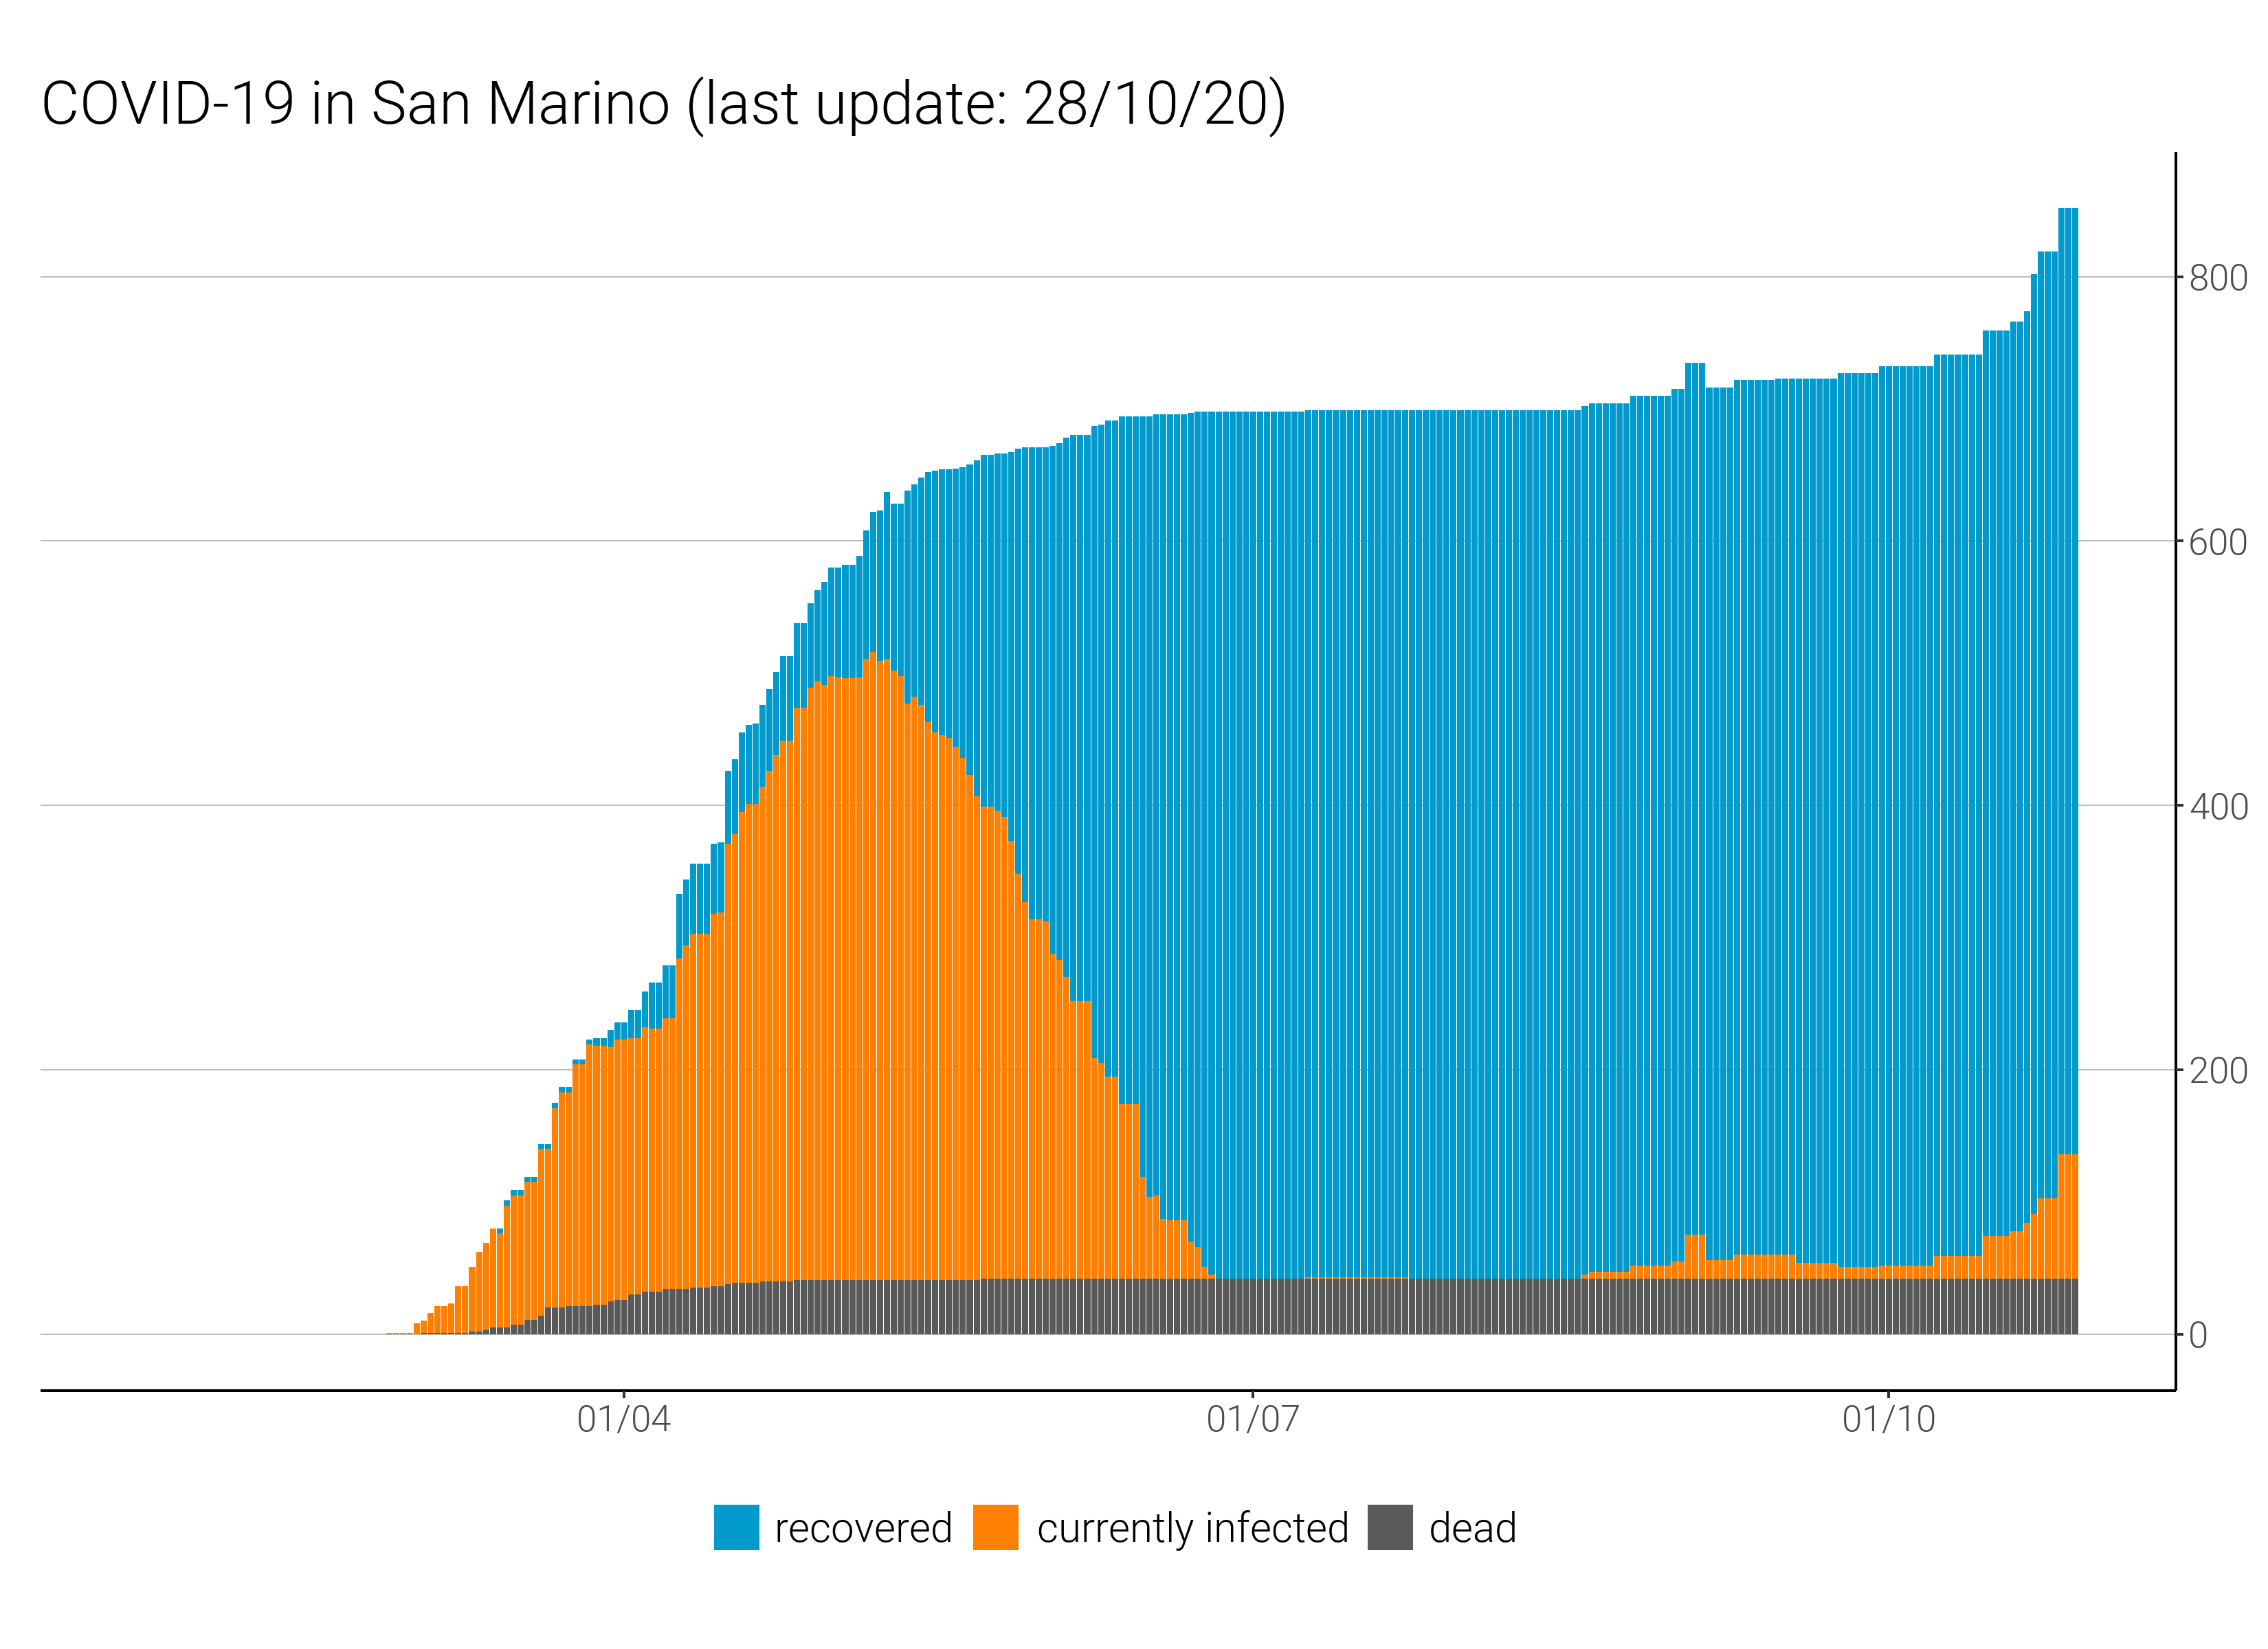 COVID-19 in San Marino (last update: 28/10/20)
800
600
400
200
0
01/04 01/07 01/10
recovered currently infected dead